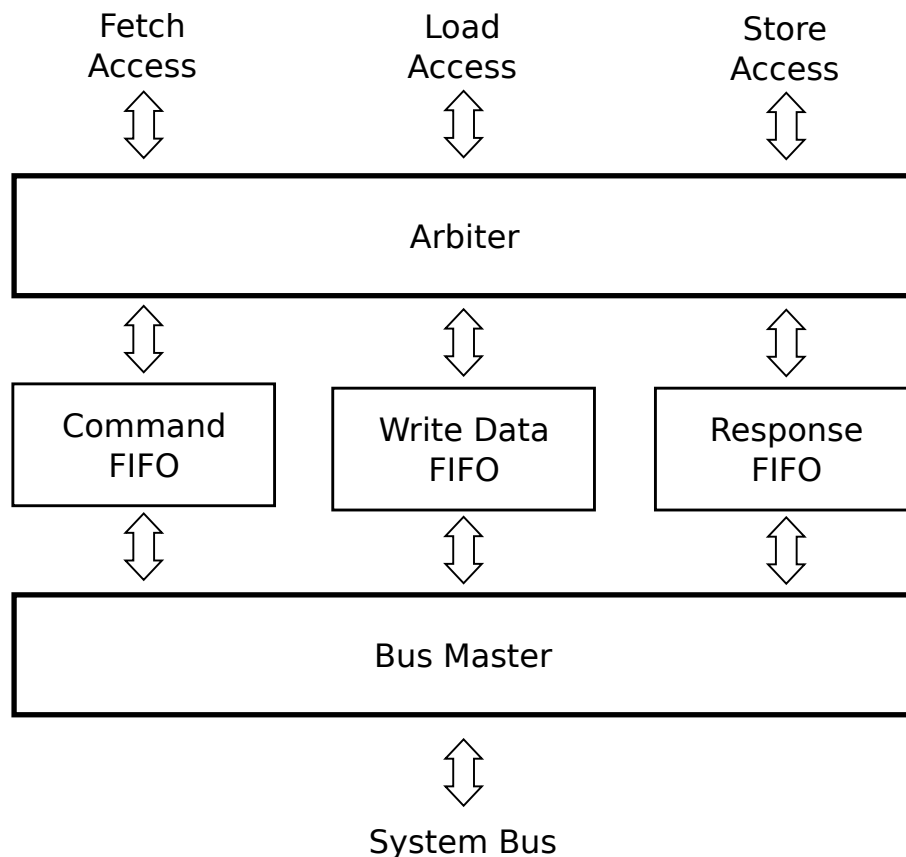 Fetch
Access
Load
Access
Store
Access
Arbiter
Command
FIFO
Write Data
FIFO
Response
FIFO
Bus Master
System Bus